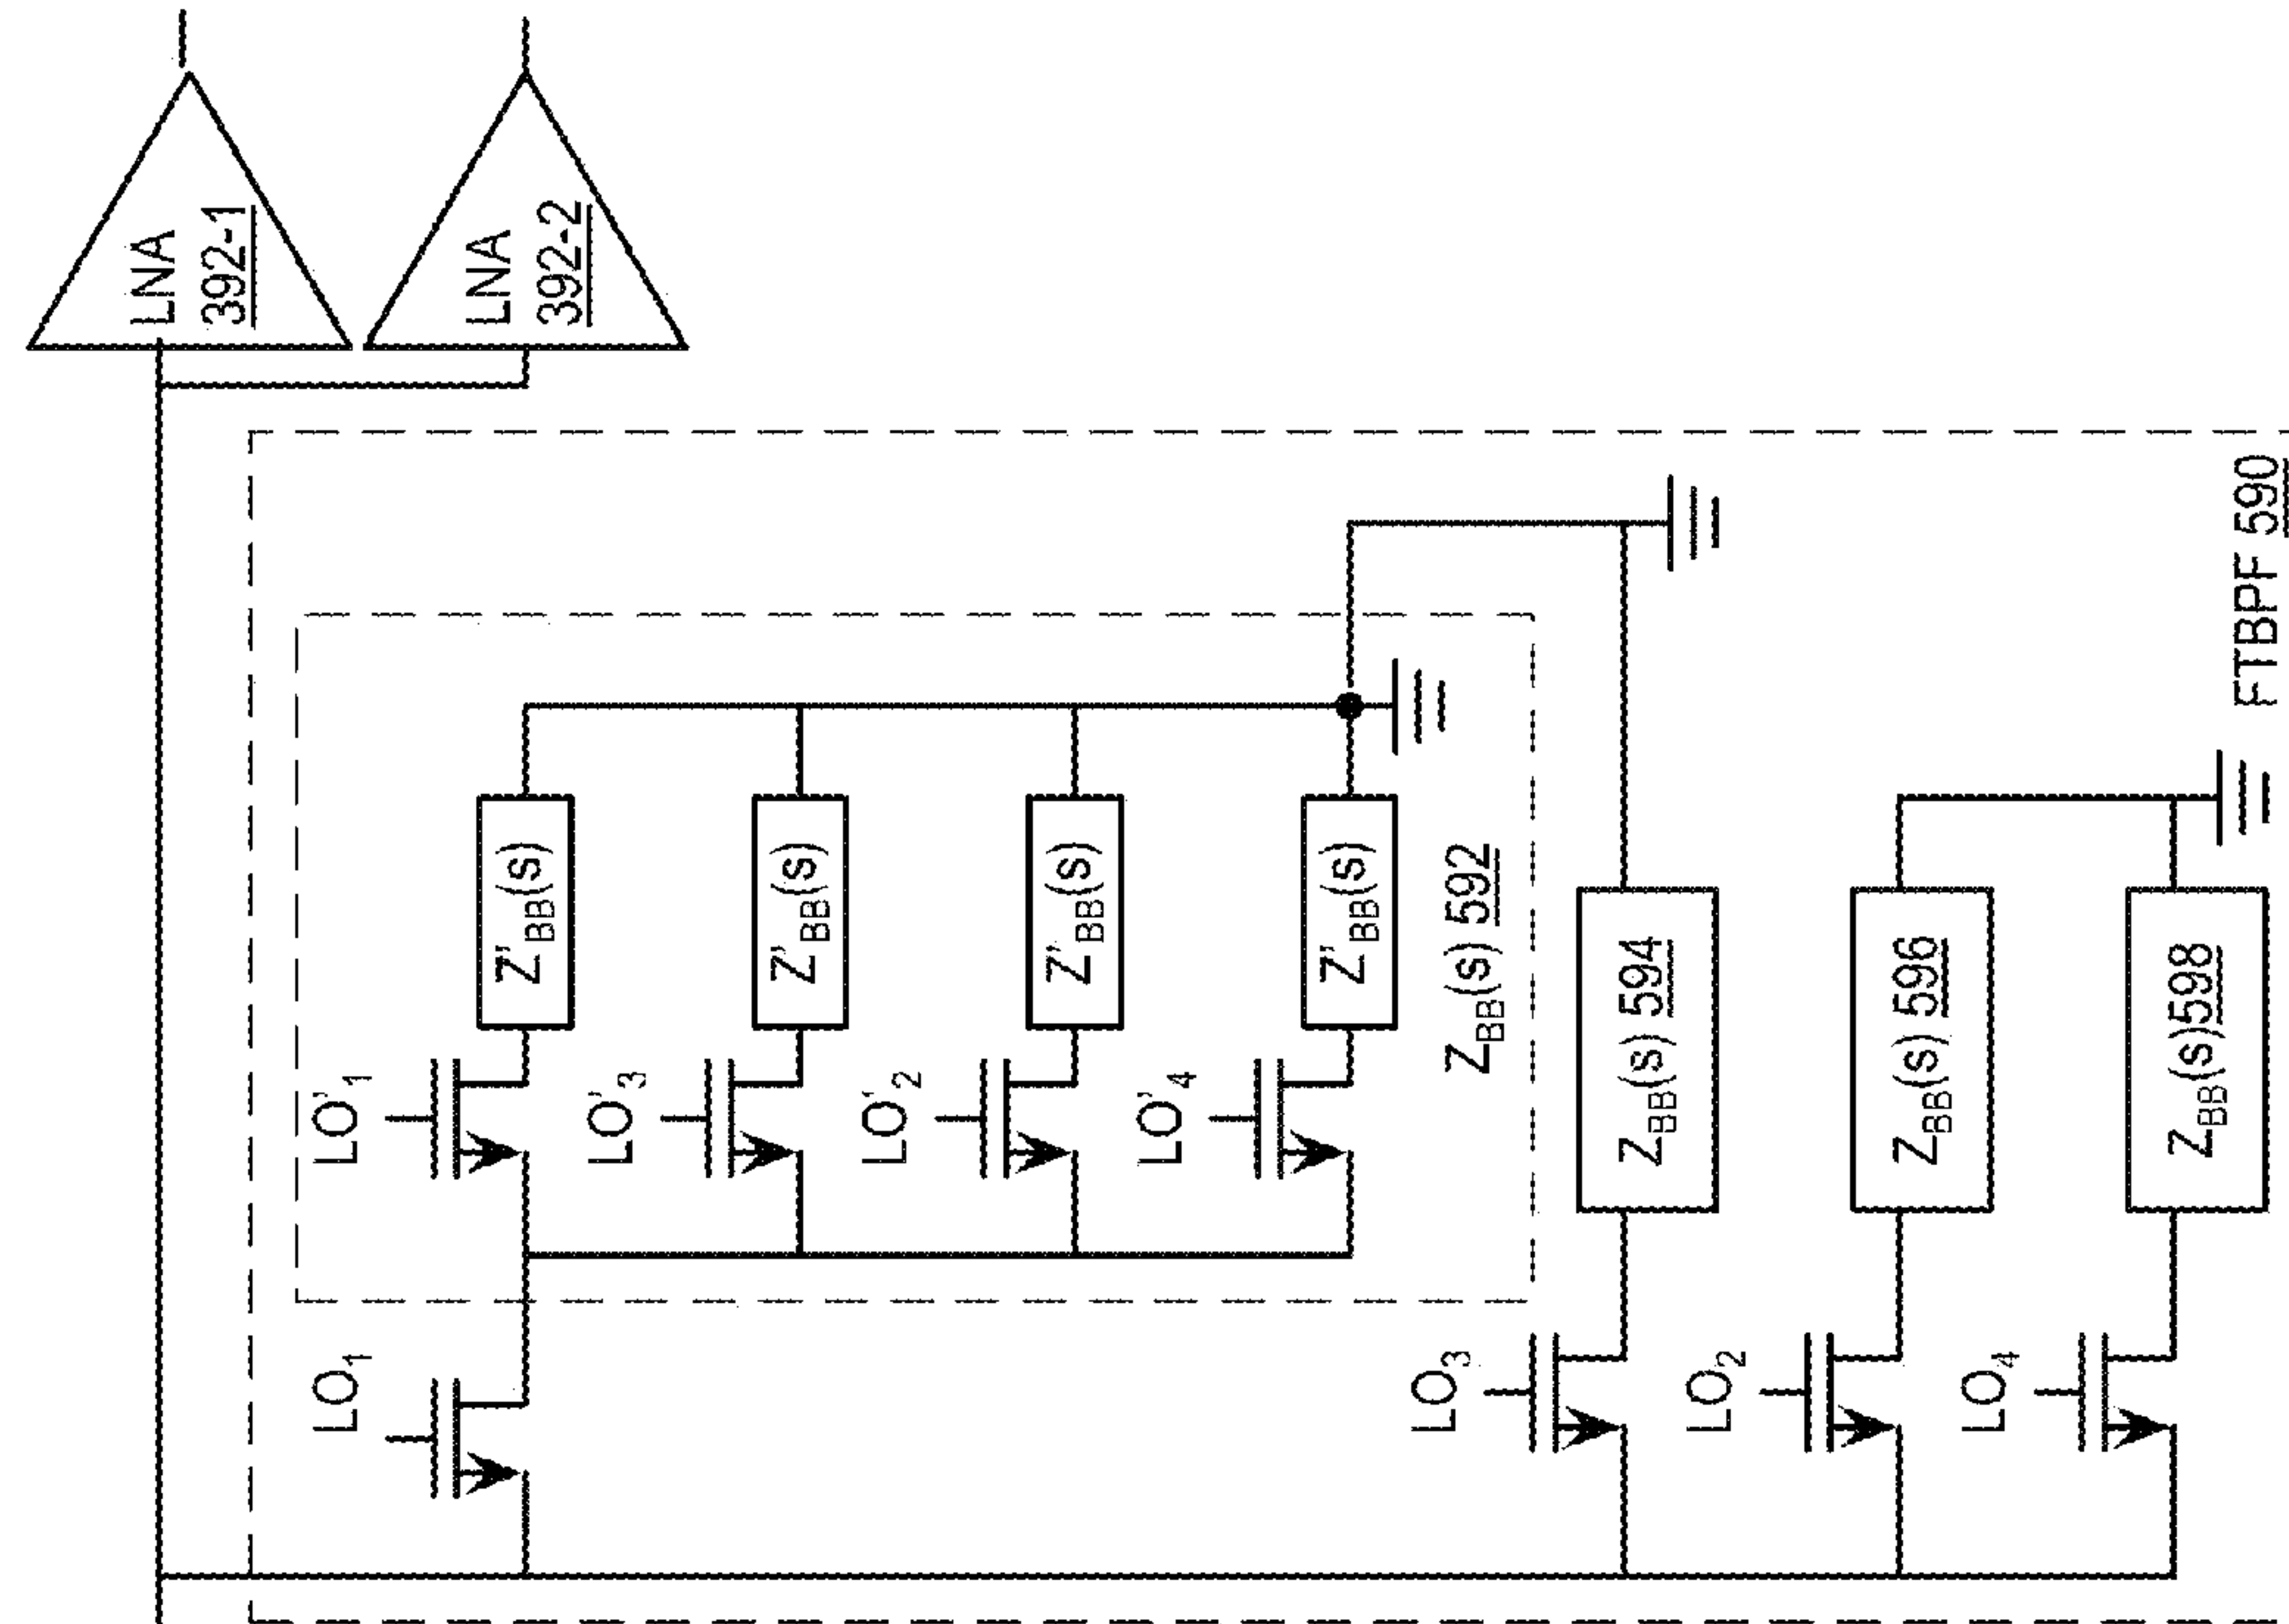 LNA
392-1
LNA
392-2
LO'1
Z'BB(s)
LO'3
Z'BB(s)
LO'2
Z'BB(s)
LO'4
Z'BB(s)
ZBB(s) 592
LO1
LO3
ZBB(s) 594
LO2
ZBB(s) 596
LO4
ZBB(s)598
FTBPF 590